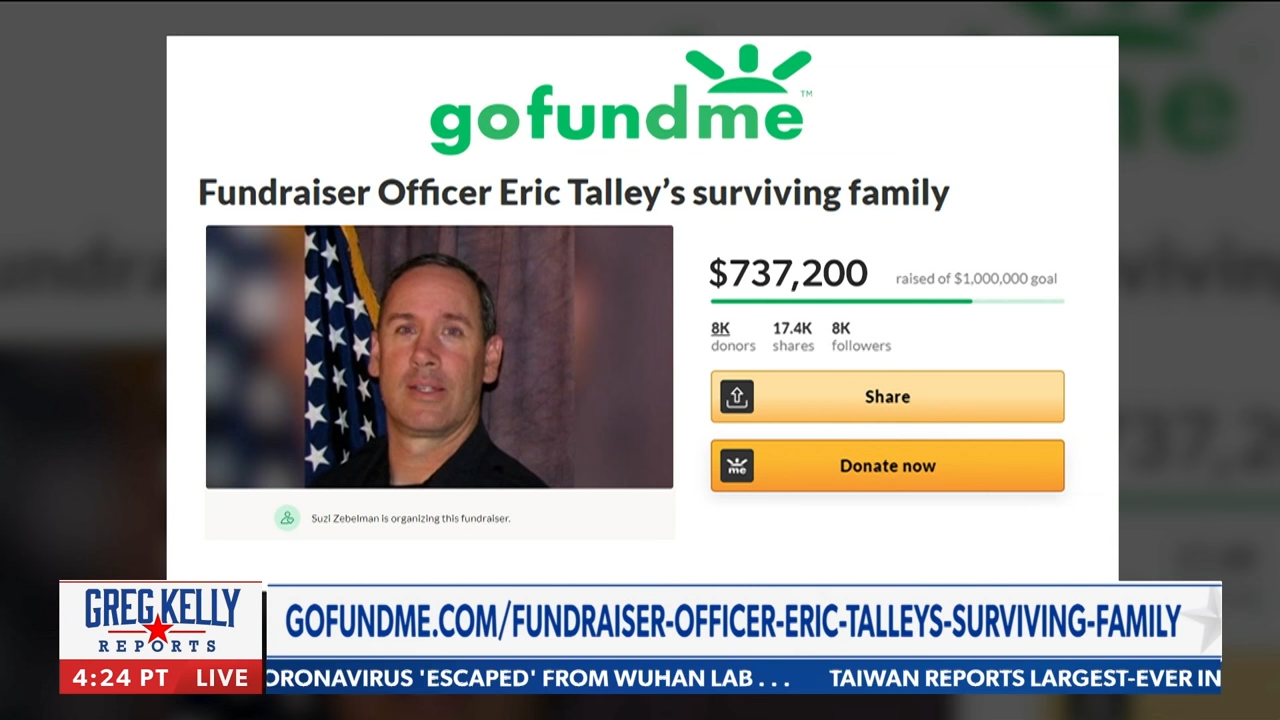 gofundme™
Fundraiser Officer Eric Talley's surviving family
$737,200 raised of $1,000,000 goal
8K 17.4K 8K
donors shares followers
Share
me
Donate now
Suzi Zebelman is organizing this fundraiser.
GREG KELLY
REPORTS
GOFUNDME.COM/FUNDRAISER-OFFICER-ERIC-TALLEYS-SURVIVING-FAMILY
4:24 PT LIVE
ORONAVIRUS 'ESCAPED' FROM WUHAN LAB . . . TAIWAN REPORTS LARGEST-EVER IN